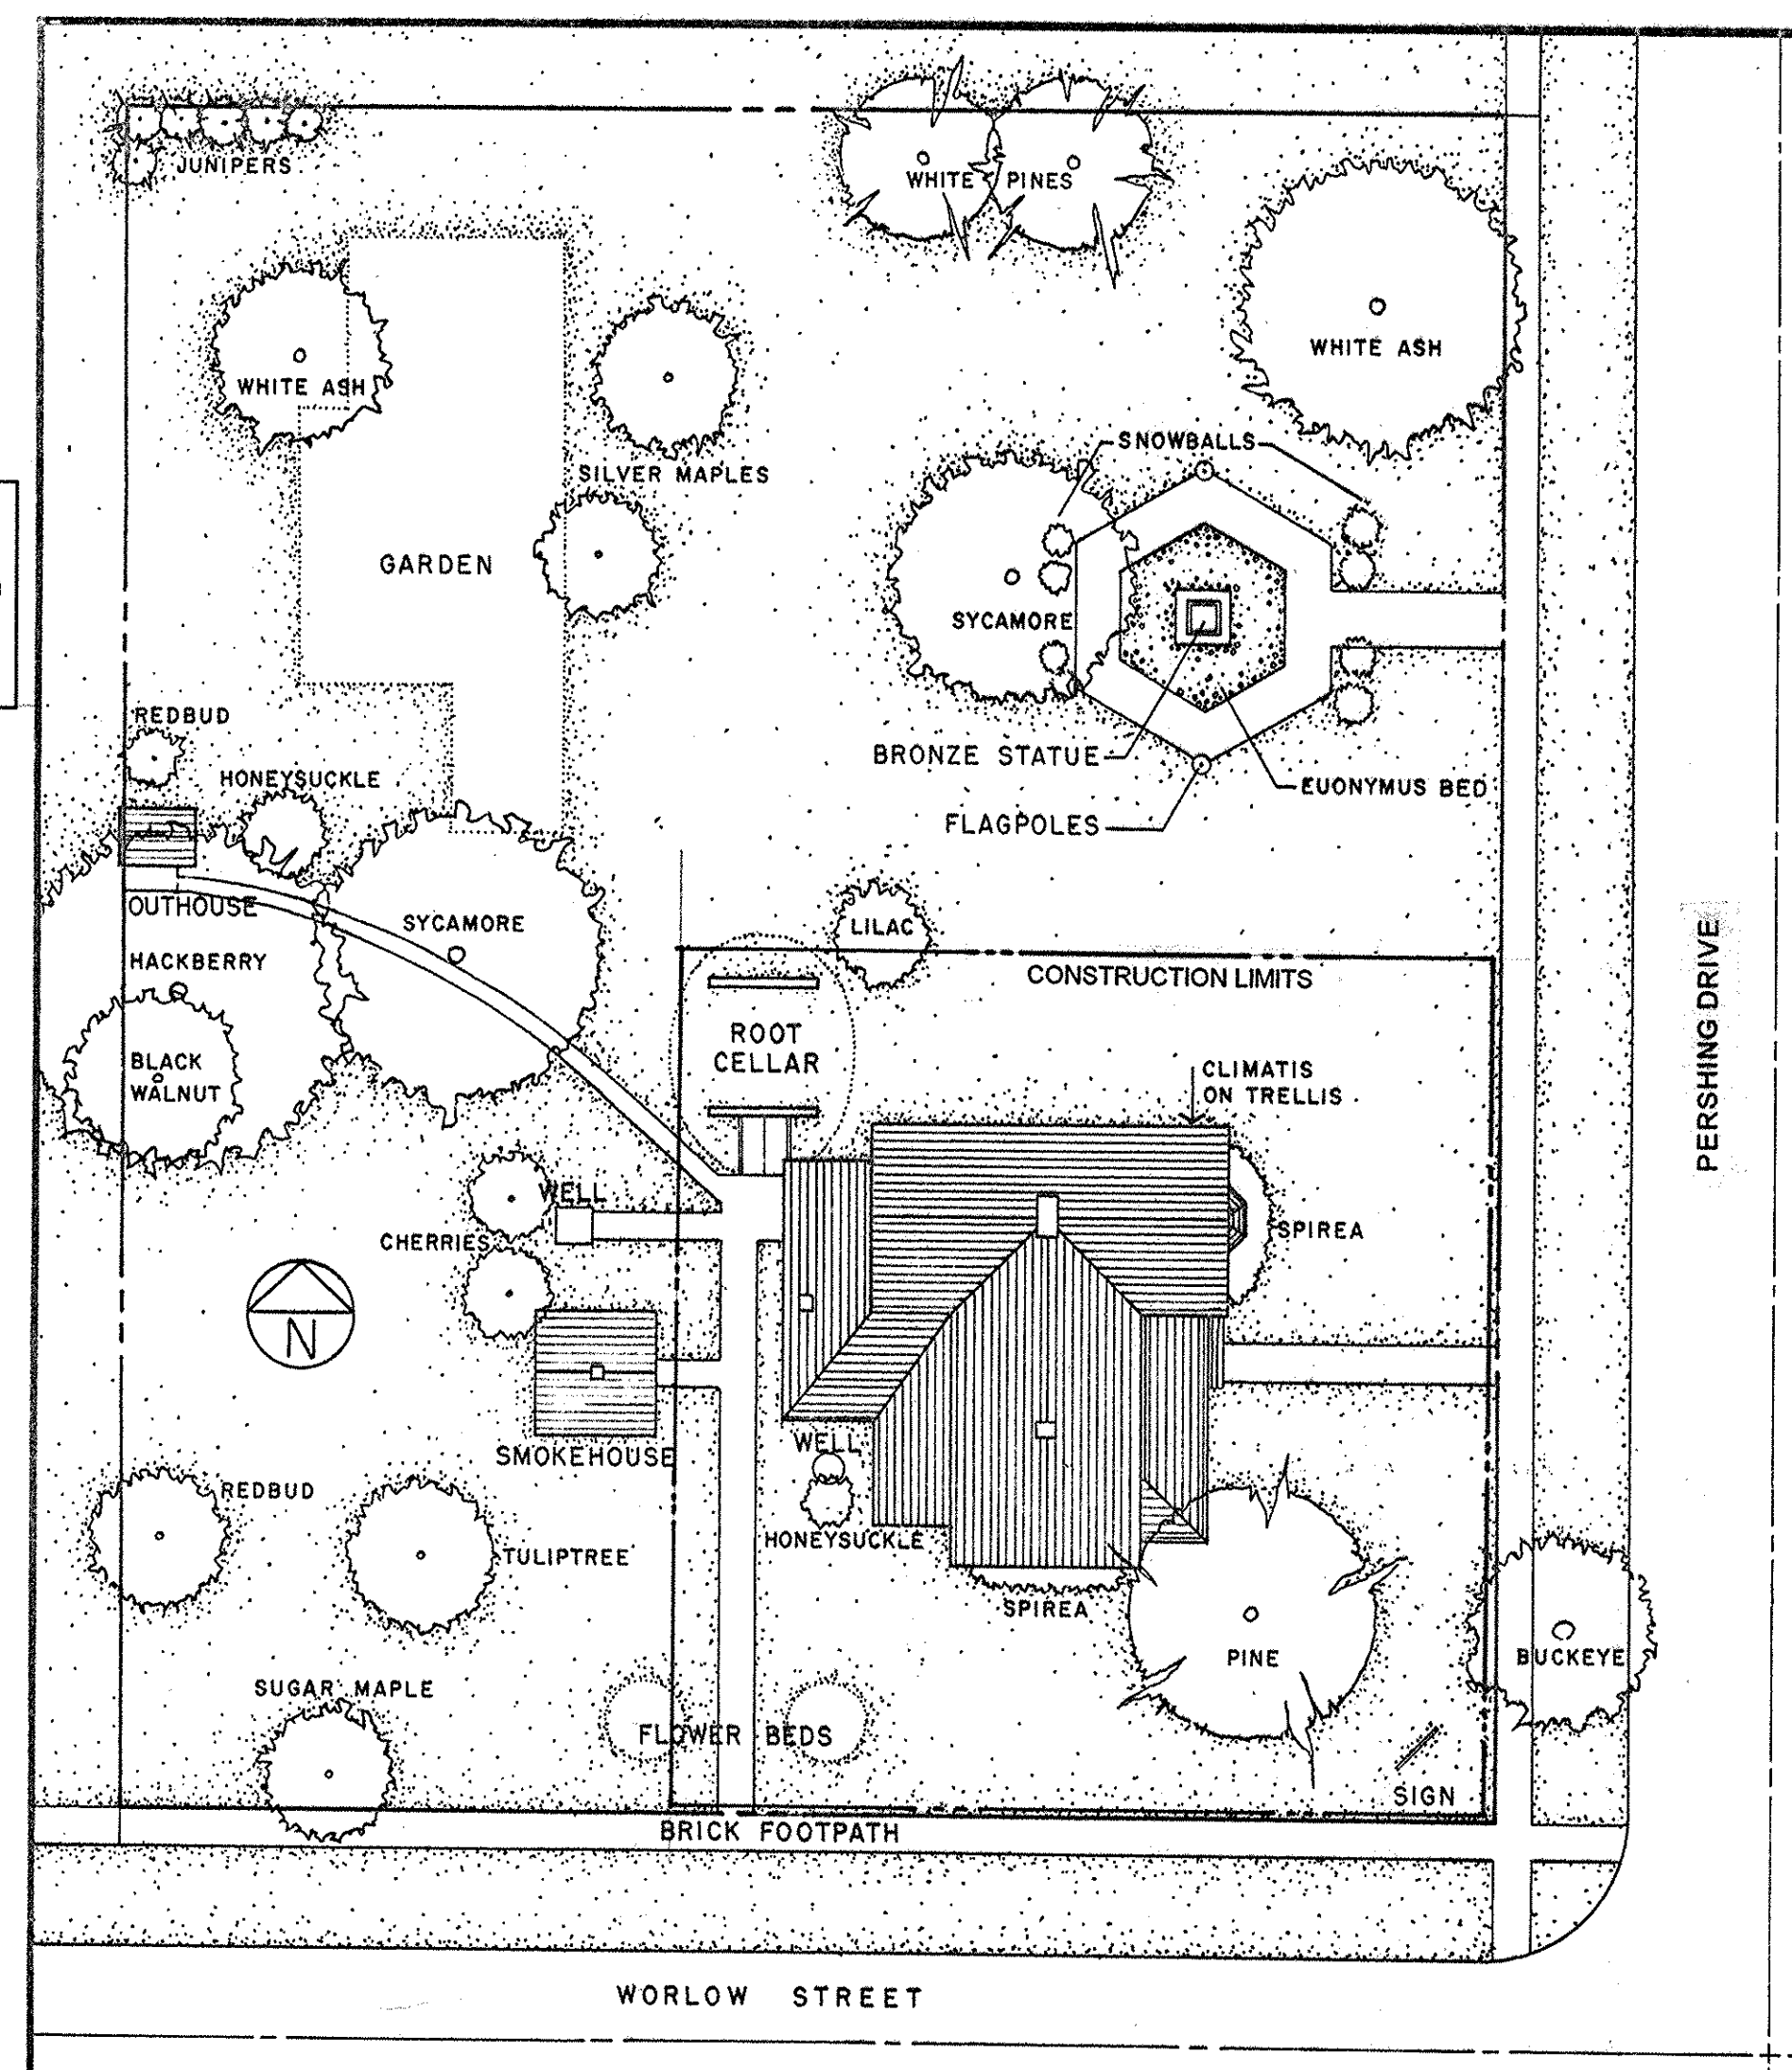 JUNIPERS
WHITE PINES
WHITE ASH
WHITE ASH
SILVER MAPLES
SNOWBALLS
GARDEN
SYCAMORE
REDBUD
BRONZE STATUE
EUONYMUS BED
HONEYSUCKLE
FLAGPOLES
OUTHOUSE
SYCAMORE
LILAC
HACKBERRY
CONSTRUCTION LIMITS
PERSHING DRIVE
ROOT
CELLAR
BLACK
WALNUT
CLIMATIS
ON TRELLIS
WELL
CHERRIES
SPIREA
N
WELL
SMOKEHOUSE
REDBUD
HONEYSUCKLE
TULIPTREE
SPIREA
PINE
BUCKEYE
SUGAR MAPLE
FLOWER BEDS
SIGN
BRICK FOOTPATH
WORLOW STREET